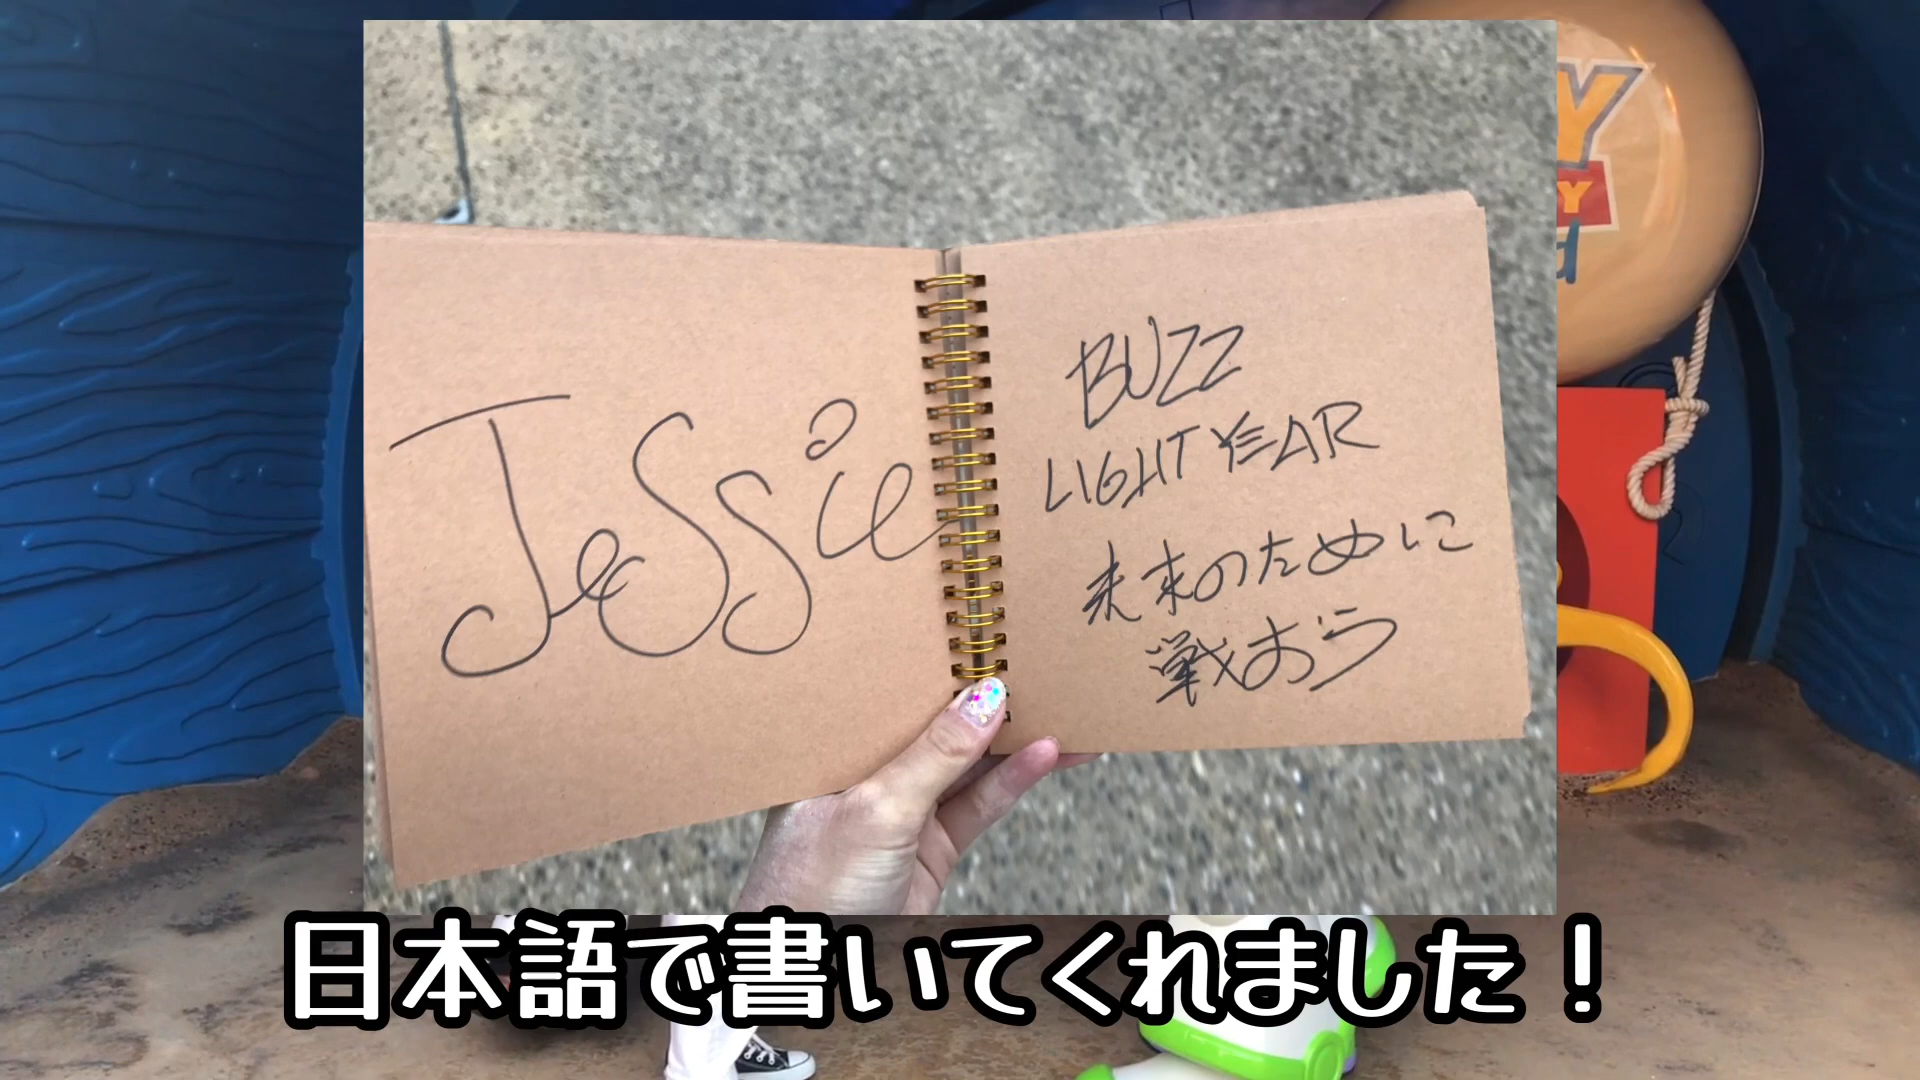 Jessie
BUZZ
LIGHTYEAR
未来のために
戦おう
Y
日本語で書いてくれました！